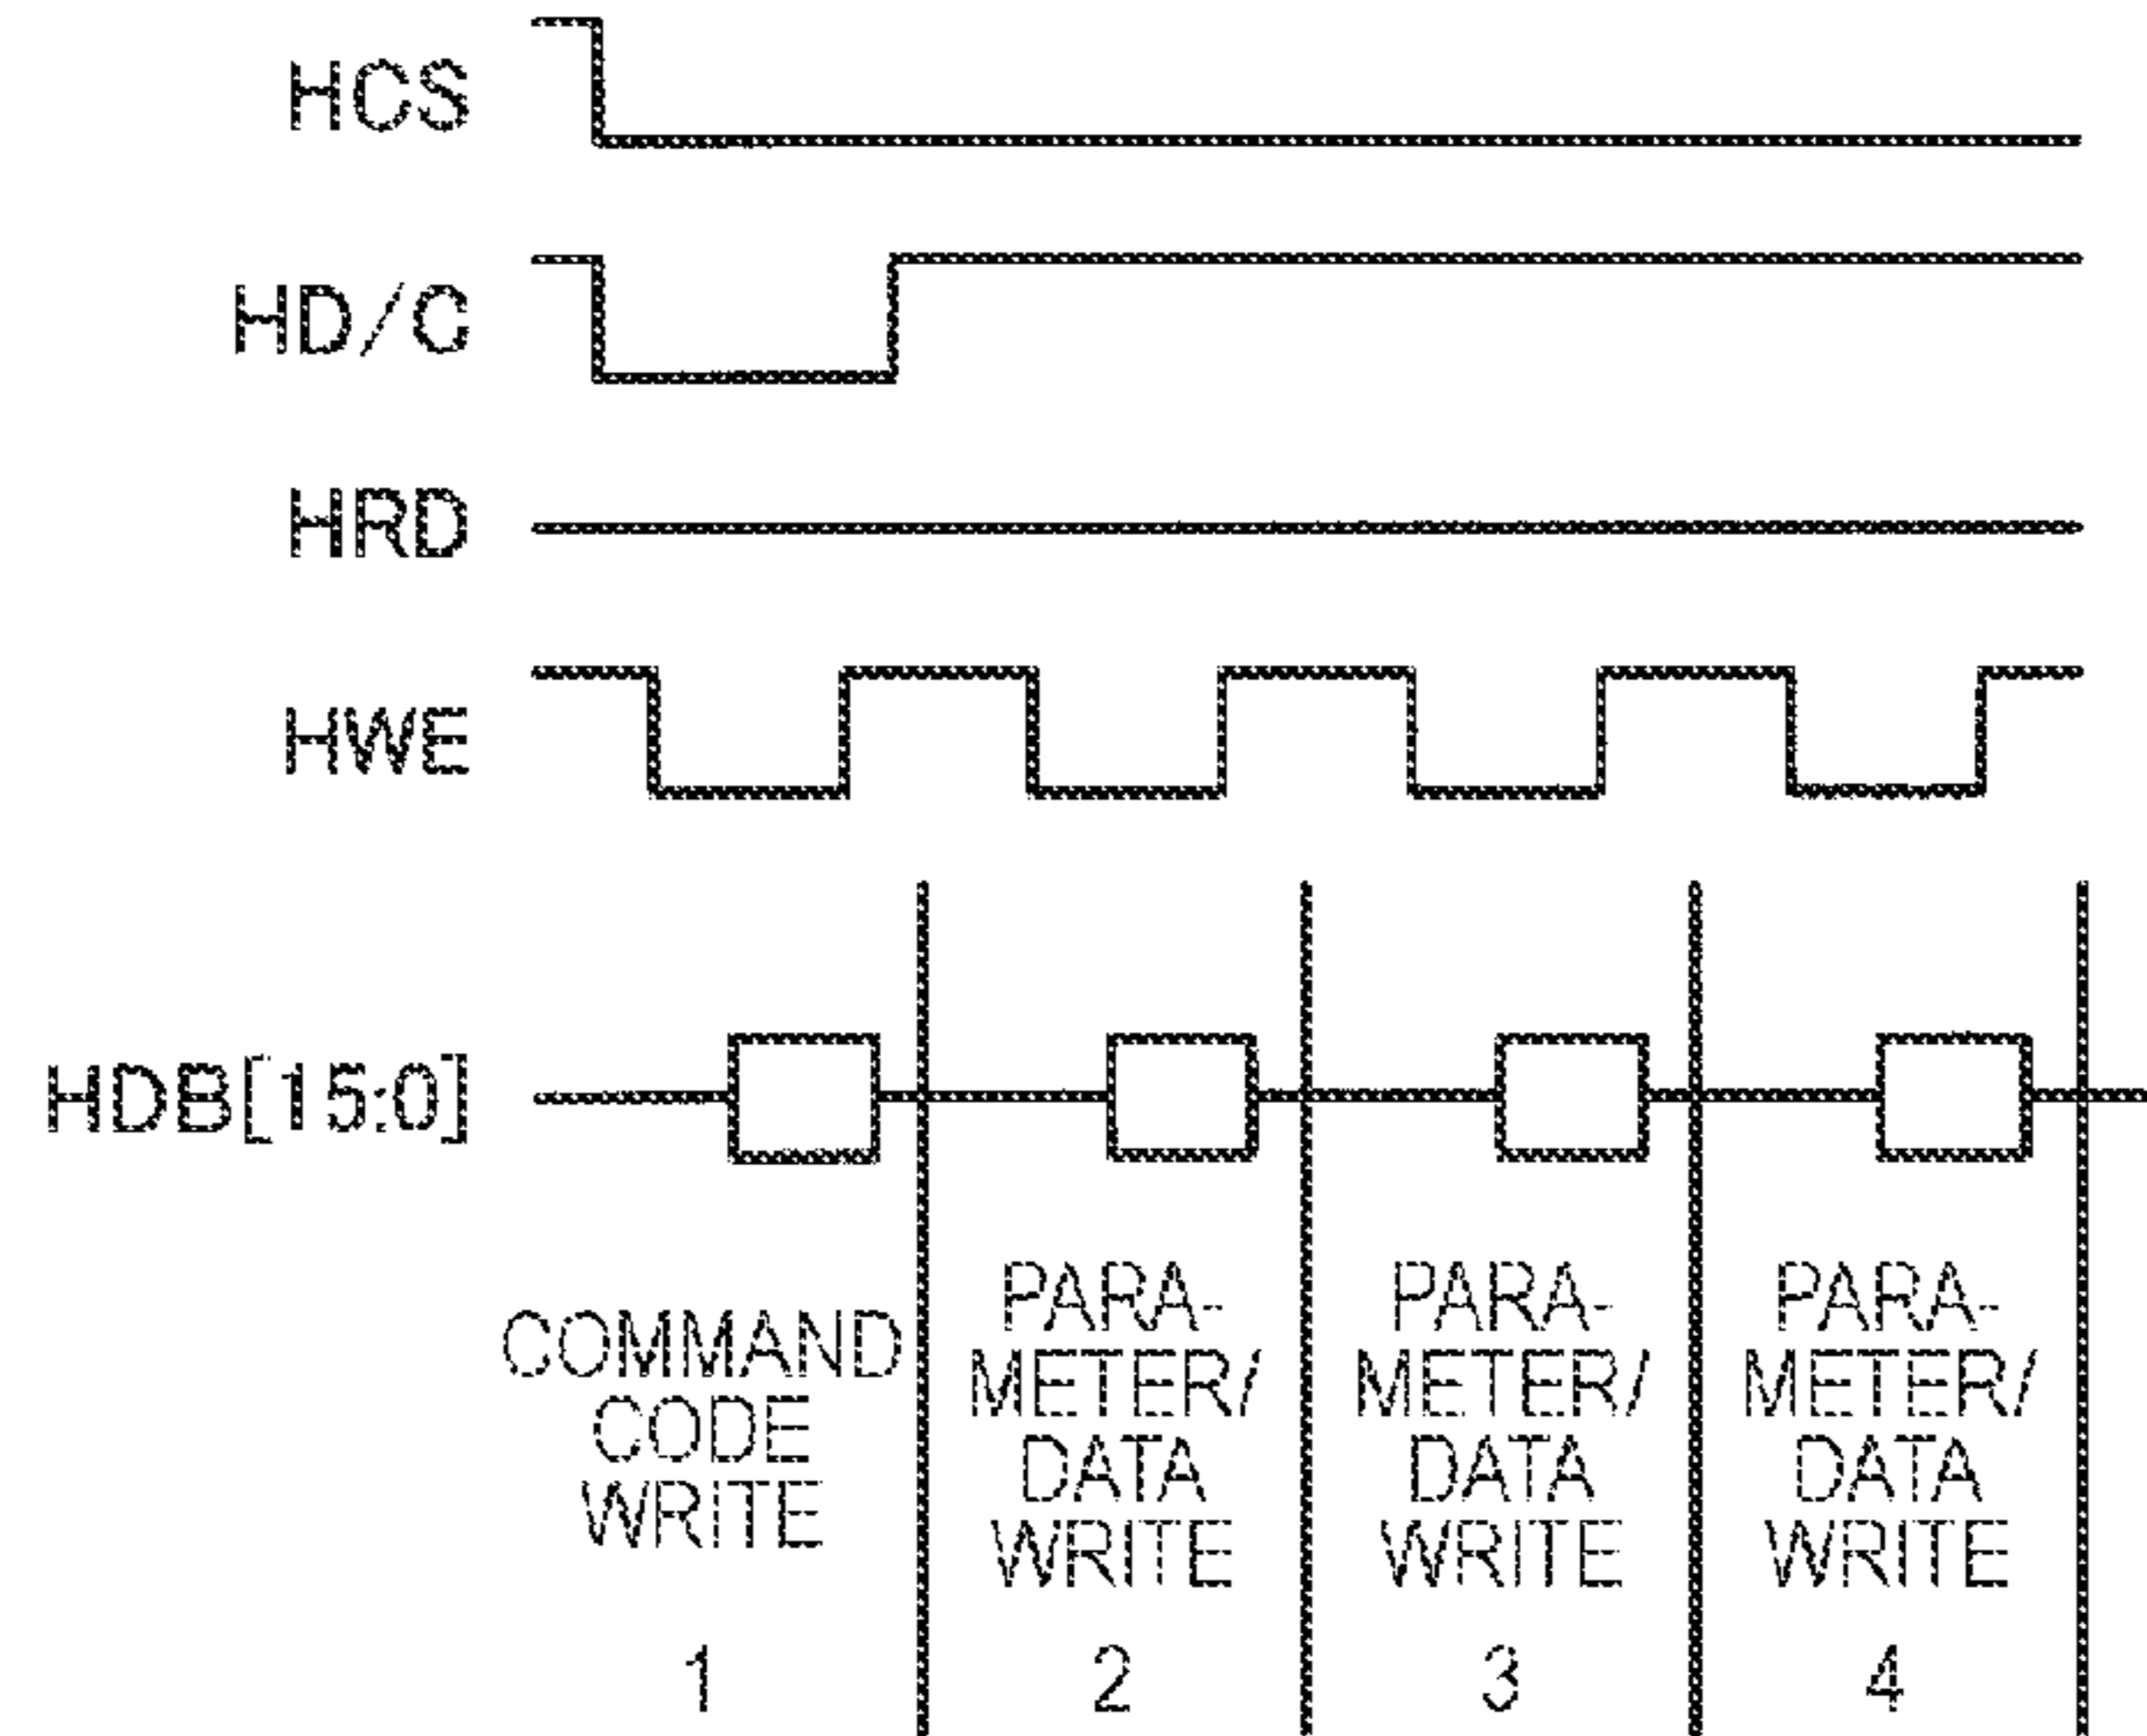 HCS
HD/C
HRD
HWE
HDB[15:0]
COMMAND
CODE
WRITE
1
PARA-
METER/
DATA
WRITE
2
PARA-
METER/
DATA
WRITE
3
PARA-
METER/
DATA
WRITE
4